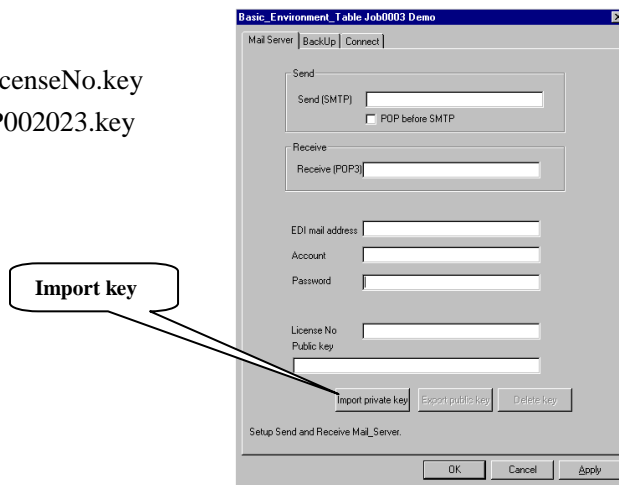 Basic_Environment_Table Job0003 Demo
Mail Server BackUp Connect
Send
Send (SMTP)
POP before SMTP
Receive
Receive (POP3)
EDI mail address
Account
Password
License No
Public key
Import private key Export public key Delete key
Setup Send and Receive Mail_Server.
OK Cancel Apply
censeNo.key
P002023.key
Import key